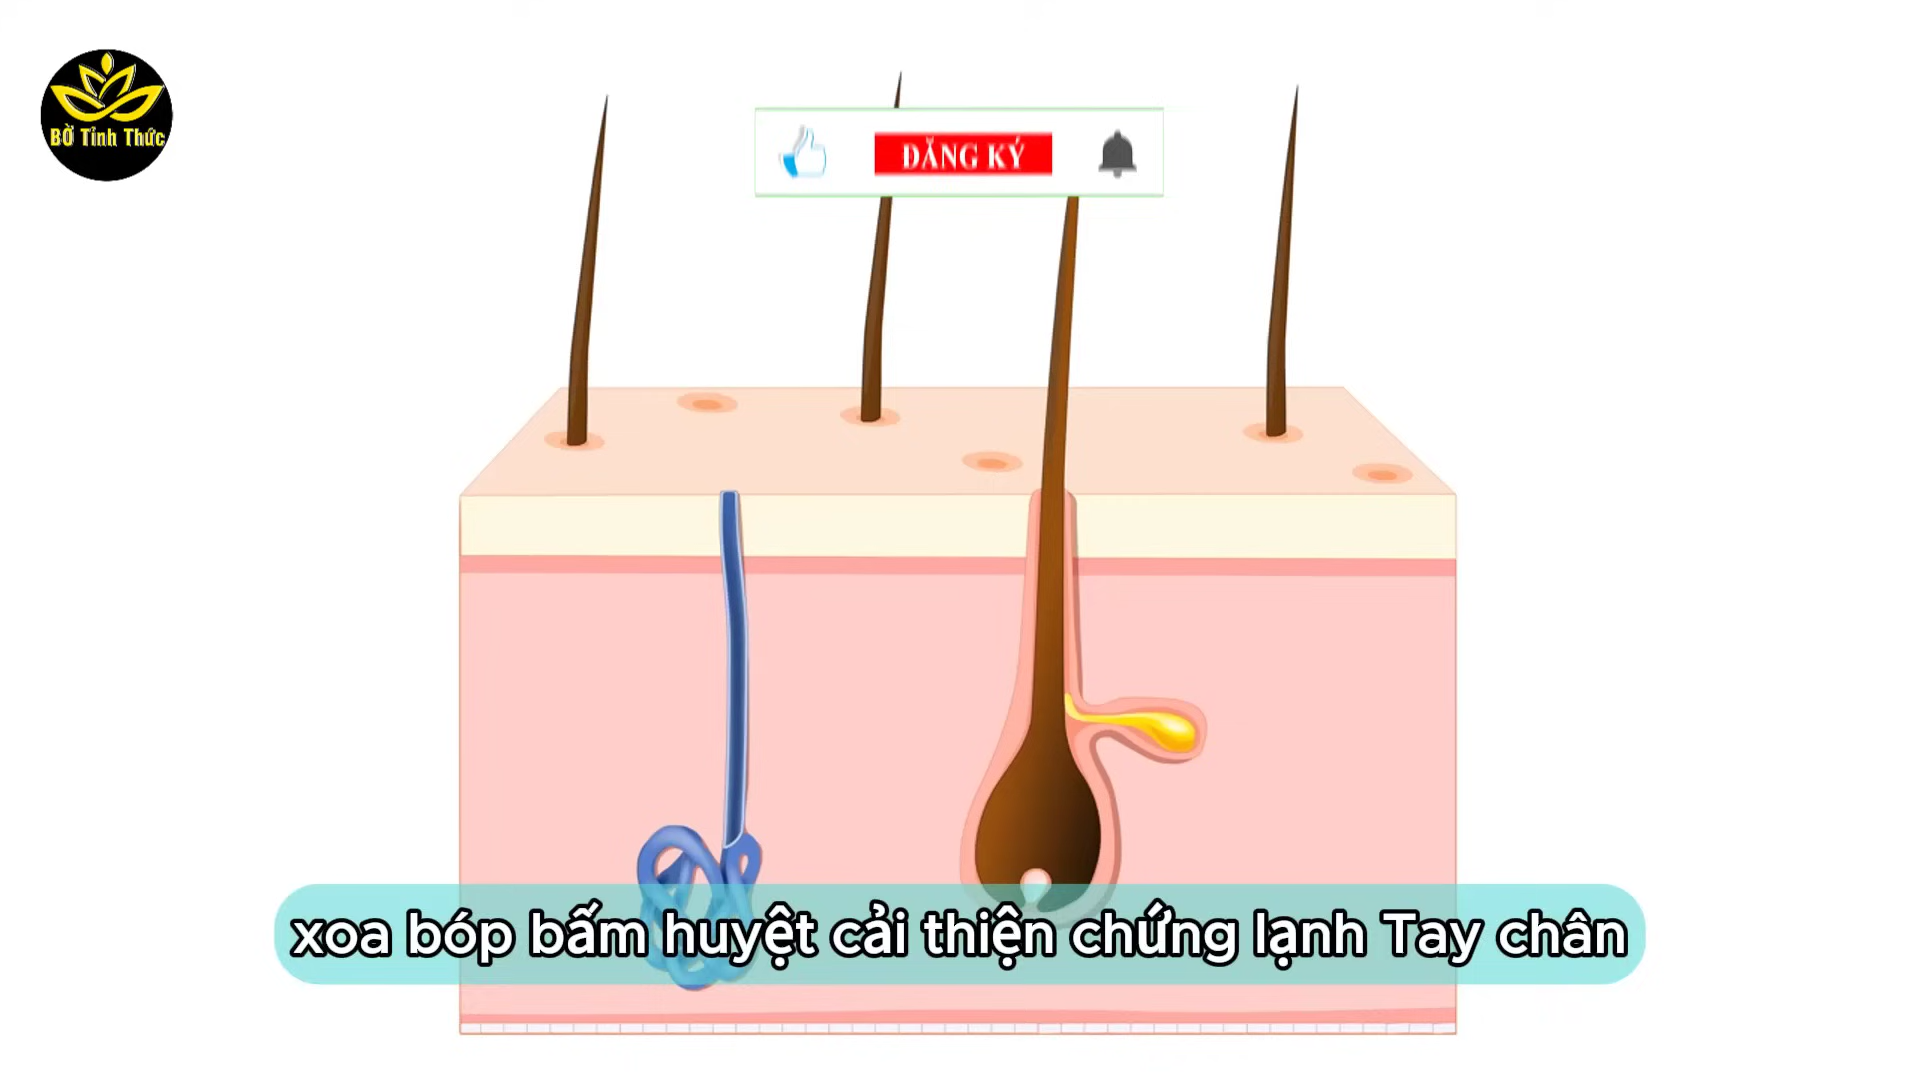 BỜ Tỉnh Thức
ĐĂNG KÝ
xoa bóp bấm huyệt cải thiện chứng lạnh Tay chân